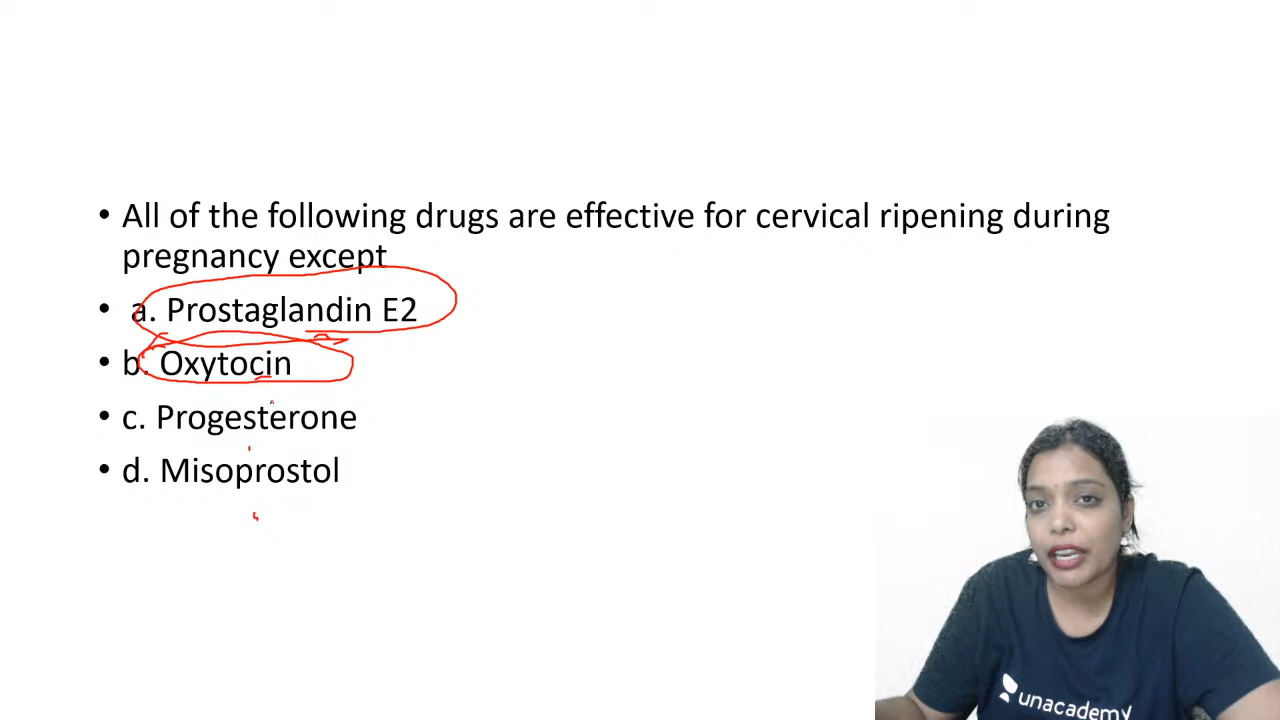 • All of the following drugs are effective for cervical ripening during
pregnancy except
• a. Prostaglandin E2
• b. Oxytocin
• c. Progesterone
• d. Misoprostol
unacademy